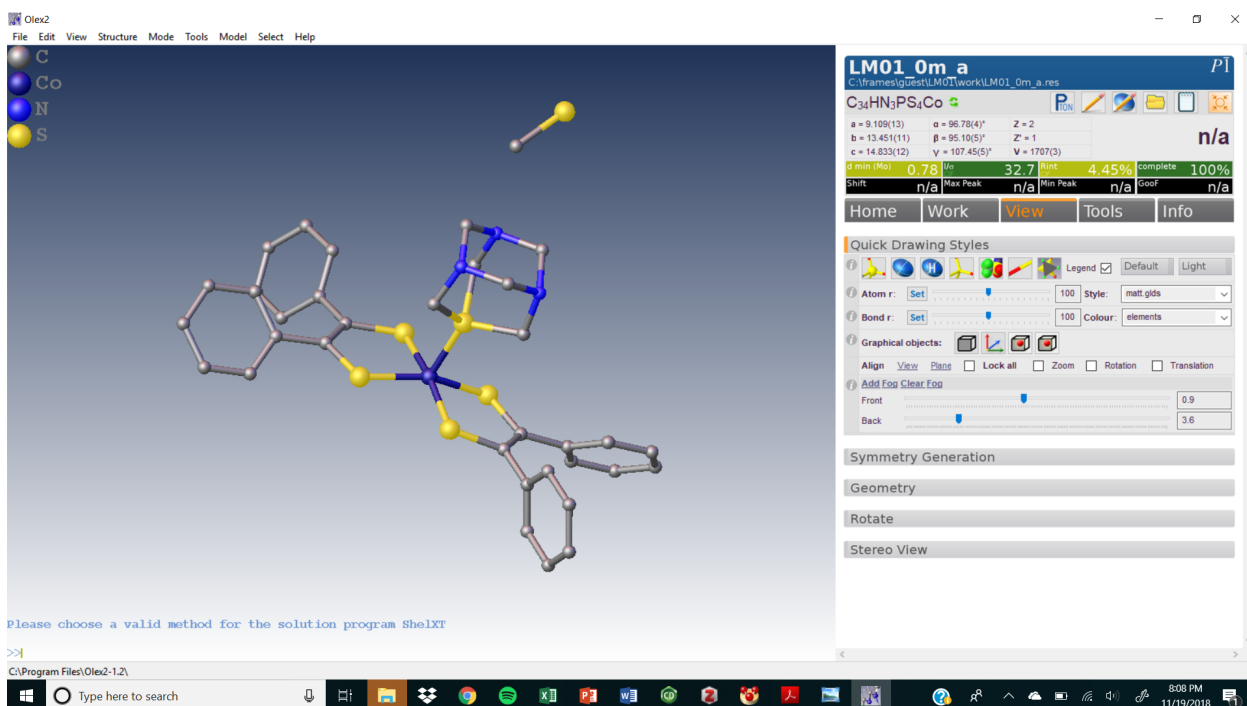 Olex2
File Edit View Structure Mode Tools Model Select Help
C
Co
N
S
LM01_0m_a
P1̄
C:\frames\guest\LM01\work\LM01_0m_a.res
C₃₄HN₃PS₄Co
PTON
a = 9.109(13) α = 96.78(4)° Z = 2
b = 13.451(11) β = 95.10(5)° Z' = 1
c = 14.833(12) γ = 107.45(5)° V = 1707(3)
n/a
d min (Mo) 0.78 I/σ 32.7 Rint 4.45% complete 100%
Shift n/a Max Peak n/a Min Peak n/a GooF n/a
Home Work View Tools Info
Quick Drawing Styles
H Legend Default Light
Atom r: Set 100 Style: matt.glds
Bond r: Set 100 Colour: elements
Graphical objects:
Align View Plane Lock all Zoom Rotation Translation
Add Fog Clear Fog
Front 0.9
Back 3.6
Symmetry Generation
Geometry
Rotate
Stereo View
Please choose a valid method for the solution program ShelXT
>>
C:\Program Files\Olex2-1.2\
Type here to search
8:08 PM
11/19/2018